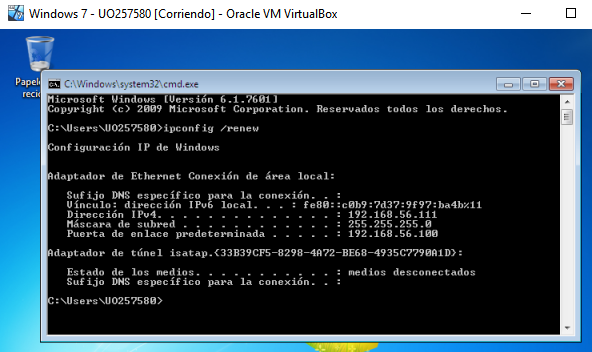 Windows 7 - UO257580 [Corriendo] - Oracle VM VirtualBox
Papele
recic
C:\Windows\system32\cmd.exe
Microsoft Windows [Versión 6.1.7601]
Copyright (c) 2009 Microsoft Corporation. Reservados todos los derechos.
C:\Users\UO257580>ipconfig /renew
Configuración IP de Windows
Adaptador de Ethernet Conexión de área local:
Sufijo DNS específico para la conexión. . :
Vínculo: dirección IPv6 local. . . : fe80::c0b9:7d37:9f97:ba4b%11
Dirección IPv4. . . . . . . . . . . . . . : 192.168.56.111
Máscara de subred . . . . . . . . . . . . : 255.255.255.0
Puerta de enlace predeterminada . . . . . : 192.168.56.100
Adaptador de túnel isatap.{33B39CF5-8298-4A72-BE68-4935C7790A1D}:
Estado de los medios. . . . . . . . . . . : medios desconectados
Sufijo DNS específico para la conexión. . :
C:\Users\UO257580>